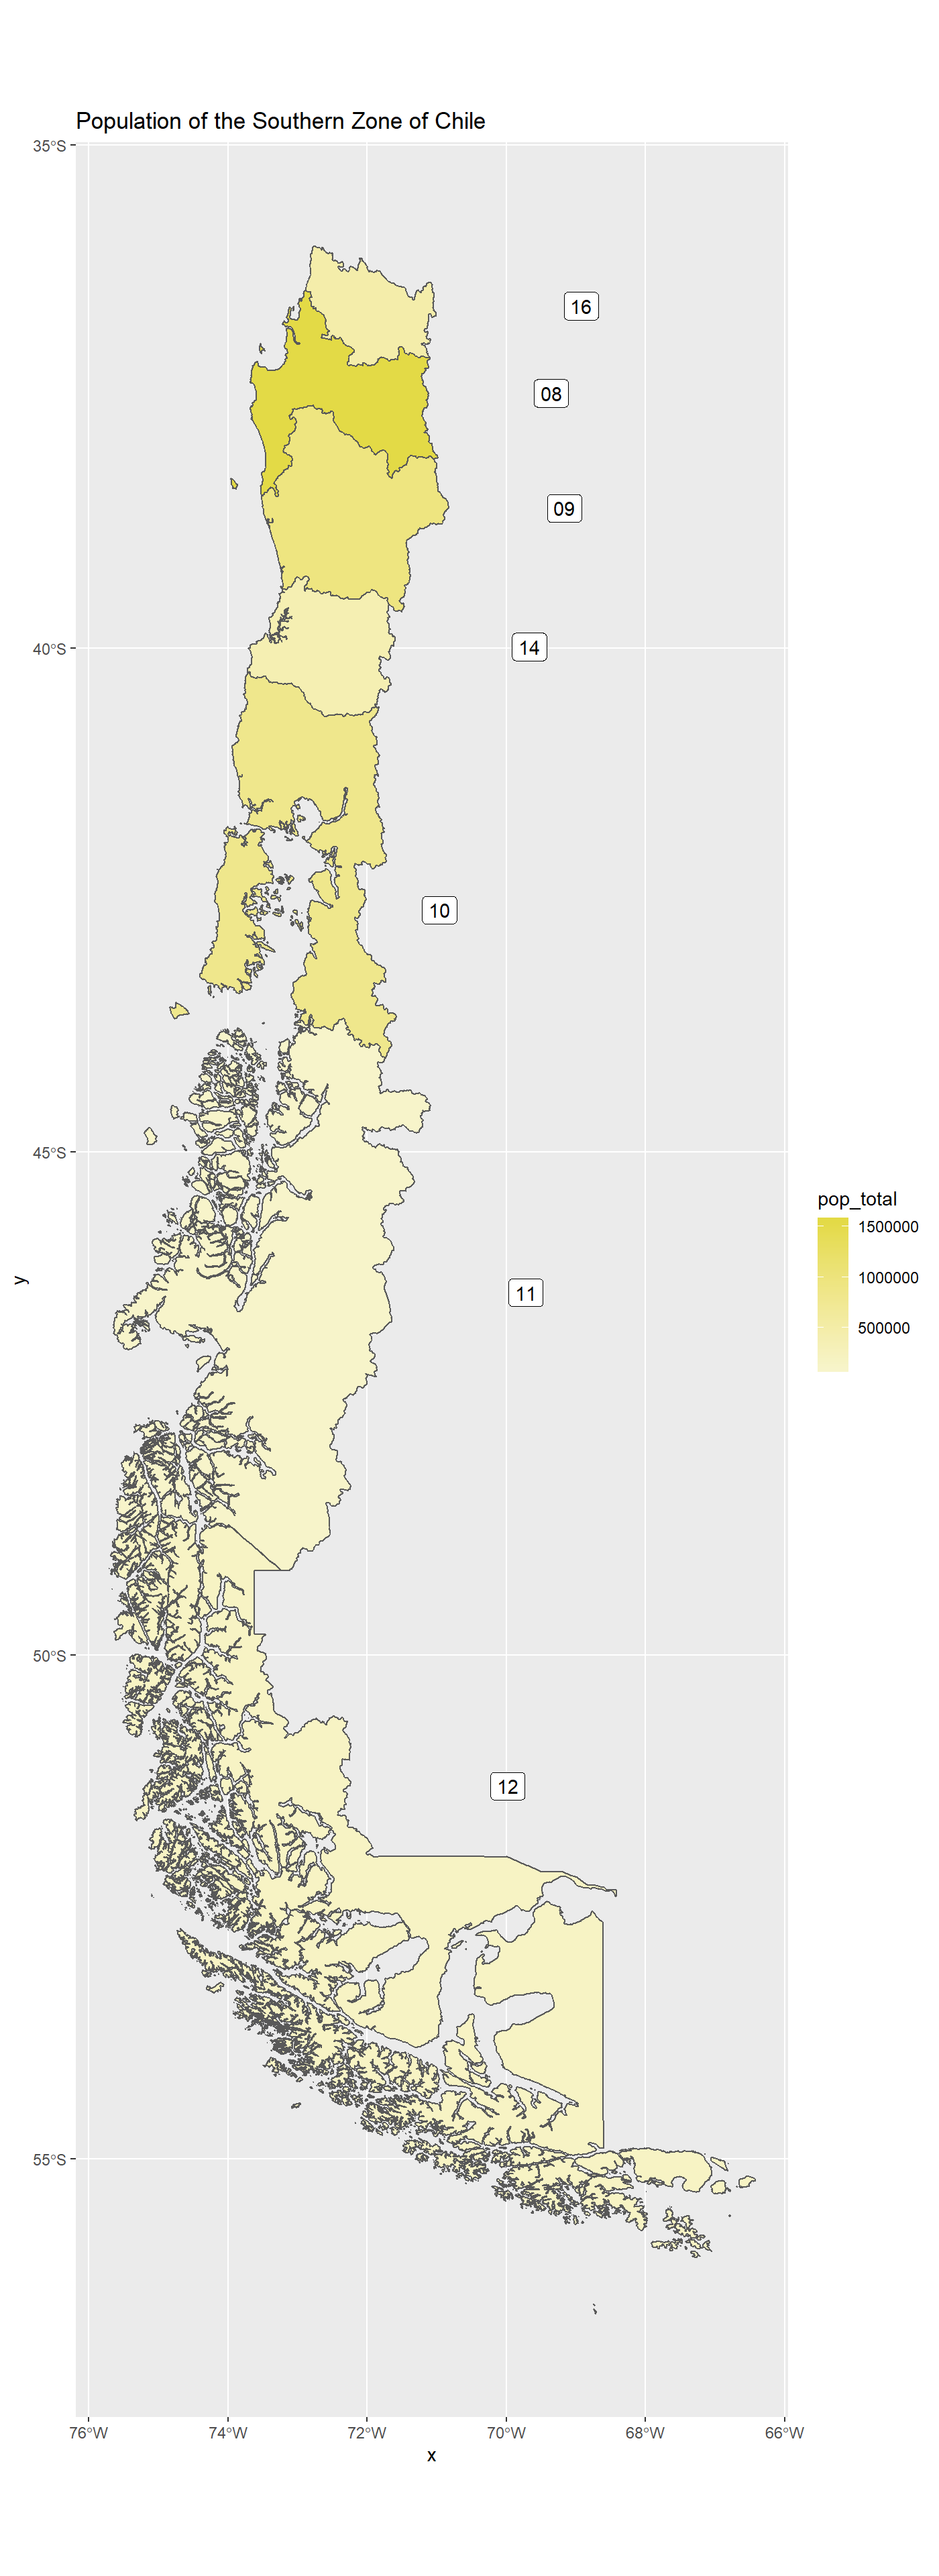 Population of the Southern Zone of Chile
35°S
16
08
09
40°S
14
10
45°S
pop_total
1500000
1000000
500000
y
11
50°S
12
55°S
76°W 74°W 72°W 70°W 68°W 66°W
x